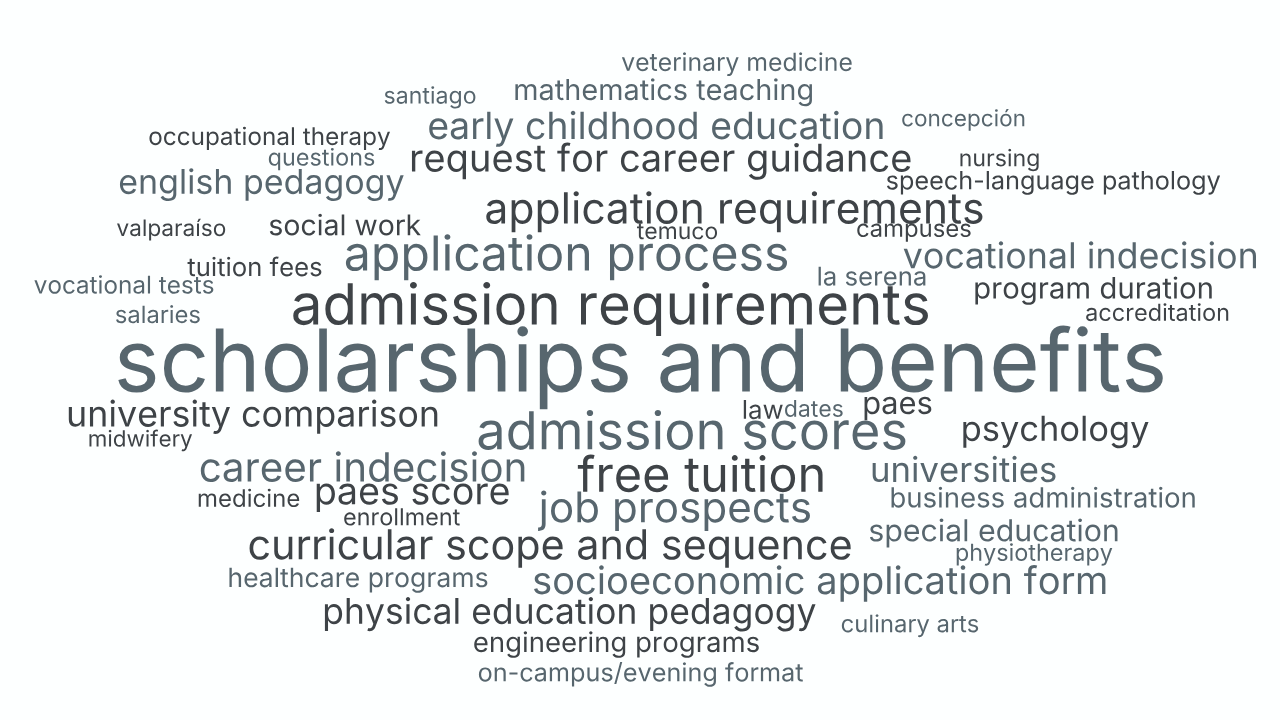 veterinary medicine
santiago mathematics teaching
early childhood education concepción
occupational therapy
questions request for career guidance nursing
english pedagogy speech-language pathology
application requirements
valparaíso social work temuco campuses
application process vocational indecision
tuition fees la serena
vocational tests program duration
salaries admission requirements accreditation
scholarships and benefits
university comparison law dates paes
midwifery admission scores psychology
career indecision free tuition universities
medicine paes score business administration
enrollment job prospects
curricular scope and sequence special education
physiotherapy
healthcare programs socioeconomic application form
physical education pedagogy culinary arts
engineering programs
on-campus/evening format